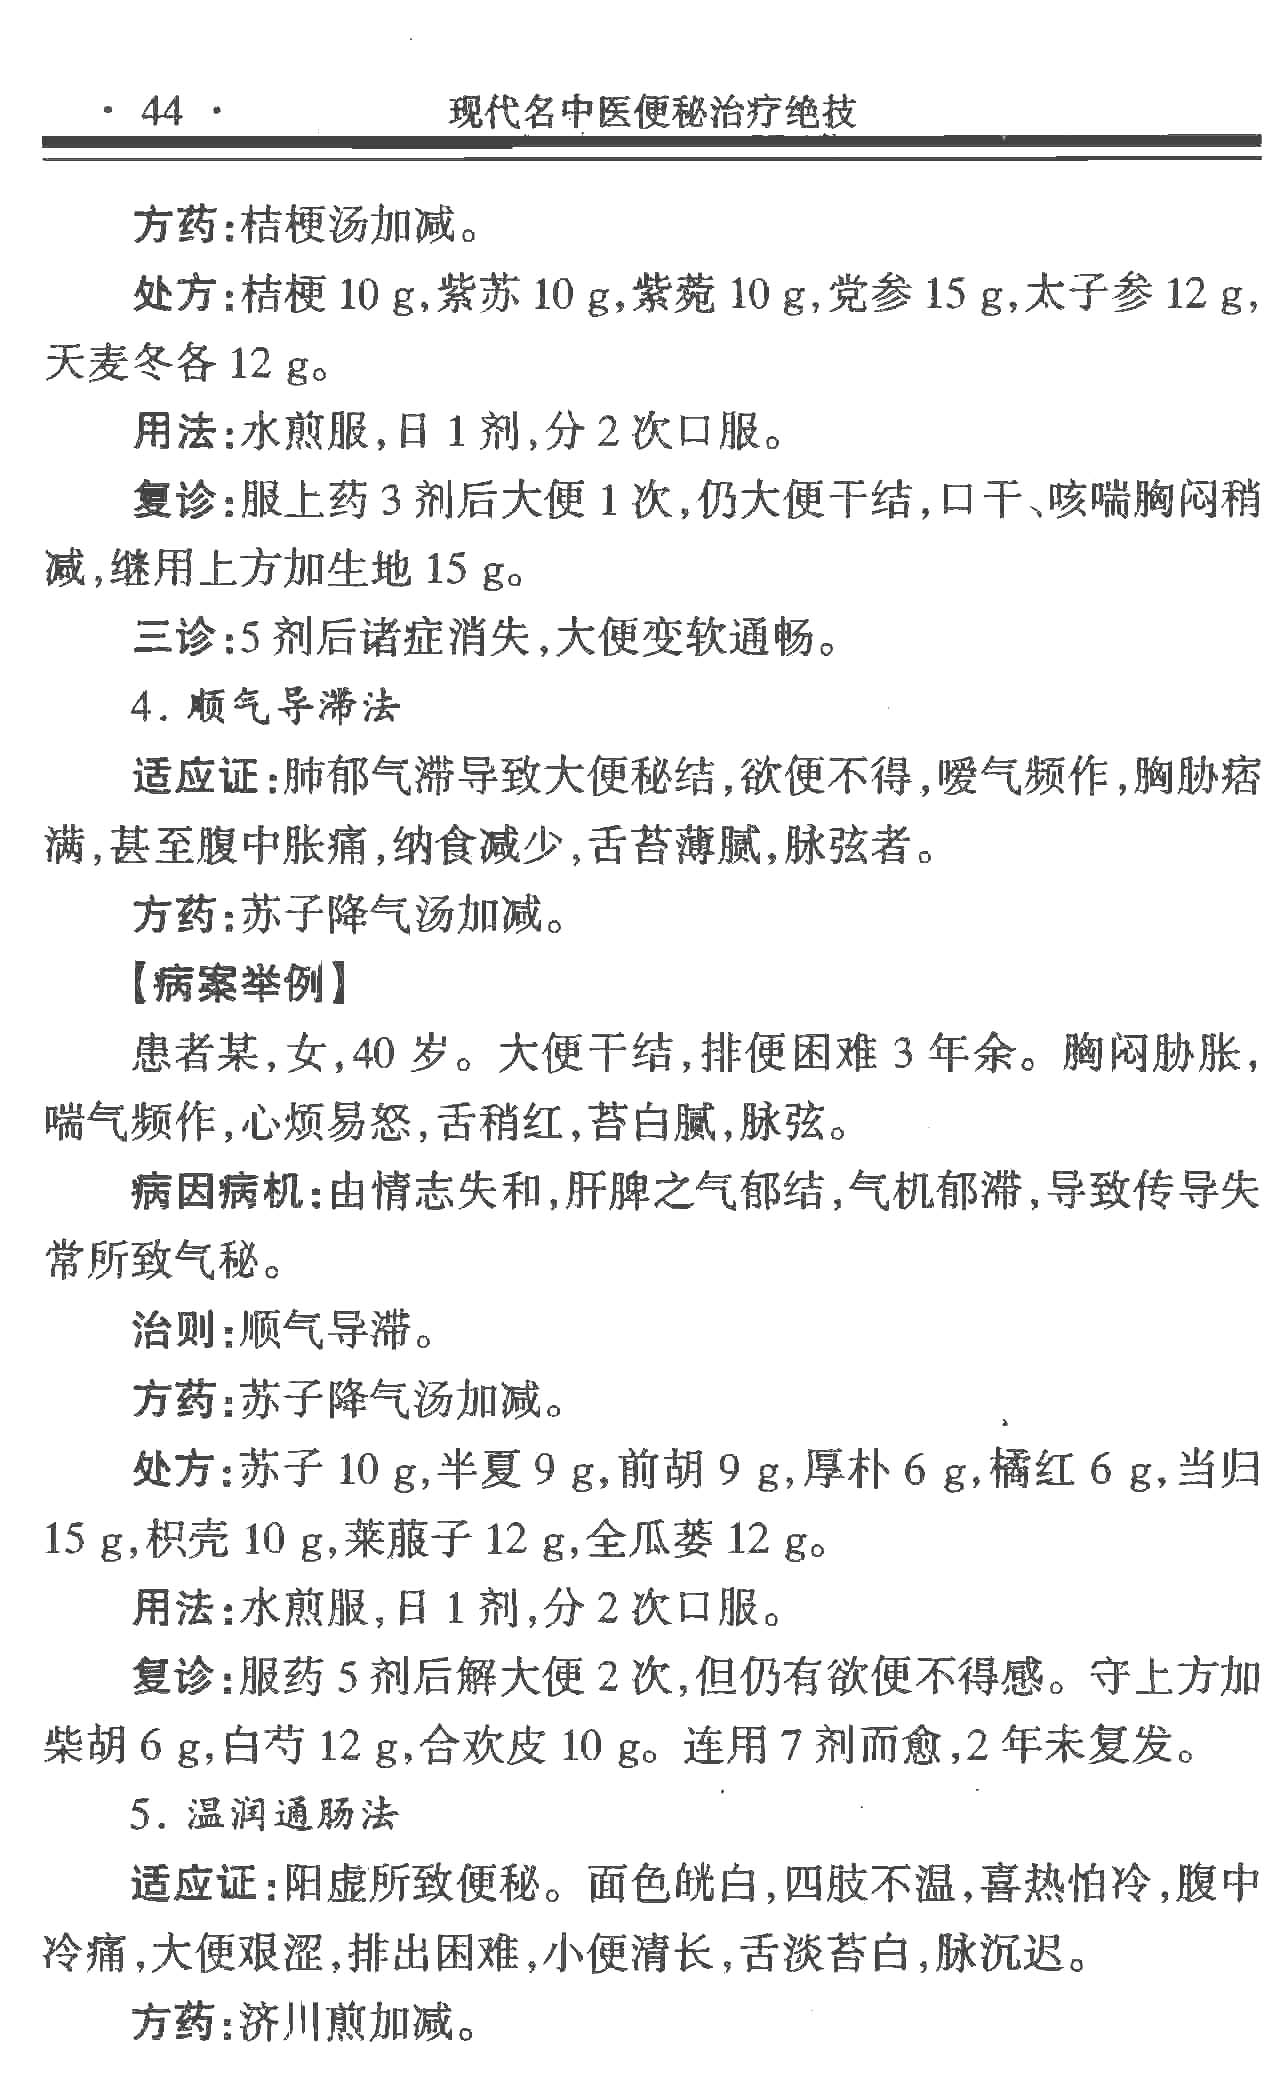 · 44 · 现代名中医便秘治疗绝技
方药:桔梗汤加减。
处方:桔梗 10 g,紫苏 10 g,紫菀 10 g,党参 15 g,太子参 12 g,
天麦冬各 12 g。
用法:水煎服,日 1 剂,分 2 次口服。
复诊:服上药 3 剂后大便 1 次,仍大便干结,口干、咳喘胸闷稍
减,继用上方加生地 15 g。
三诊:5 剂后诸症消失,大便变软通畅。
4. 顺气导滞法
适应证:肺郁气滞导致大便秘结,欲便不得,嗳气频作,胸胁痞
满,甚至腹中胀痛,纳食减少,舌苔薄腻,脉弦者。
方药:苏子降气汤加减。
【病案举例】
患者某,女,40 岁。大便干结,排便困难 3 年余。胸闷胁胀,
喘气频作,心烦易怒,舌稍红,苔白腻,脉弦。
病因病机:由情志失和,肝脾之气郁结,气机郁滞,导致传导失
常所致气秘。
治则:顺气导滞。
方药:苏子降气汤加减。
处方:苏子 10 g,半夏 9 g,前胡 9 g,厚朴 6 g,橘红 6 g,当归
15 g,枳壳 10 g,莱菔子 12 g,全瓜蒌 12 g。
用法:水煎服,日 1 剂,分 2 次口服。
复诊:服药 5 剂后解大便 2 次,但仍有欲便不得感。守上方加
柴胡 6 g,白芍 12 g,合欢皮 10 g。连用 7 剂而愈,2 年未复发。
5. 温润通肠法
适应证:阳虚所致便秘。面色㿠白,四肢不温,喜热怕冷,腹中
冷痛,大便艰涩,排出困难,小便清长,舌淡苔白,脉沉迟。
方药:济川煎加减。